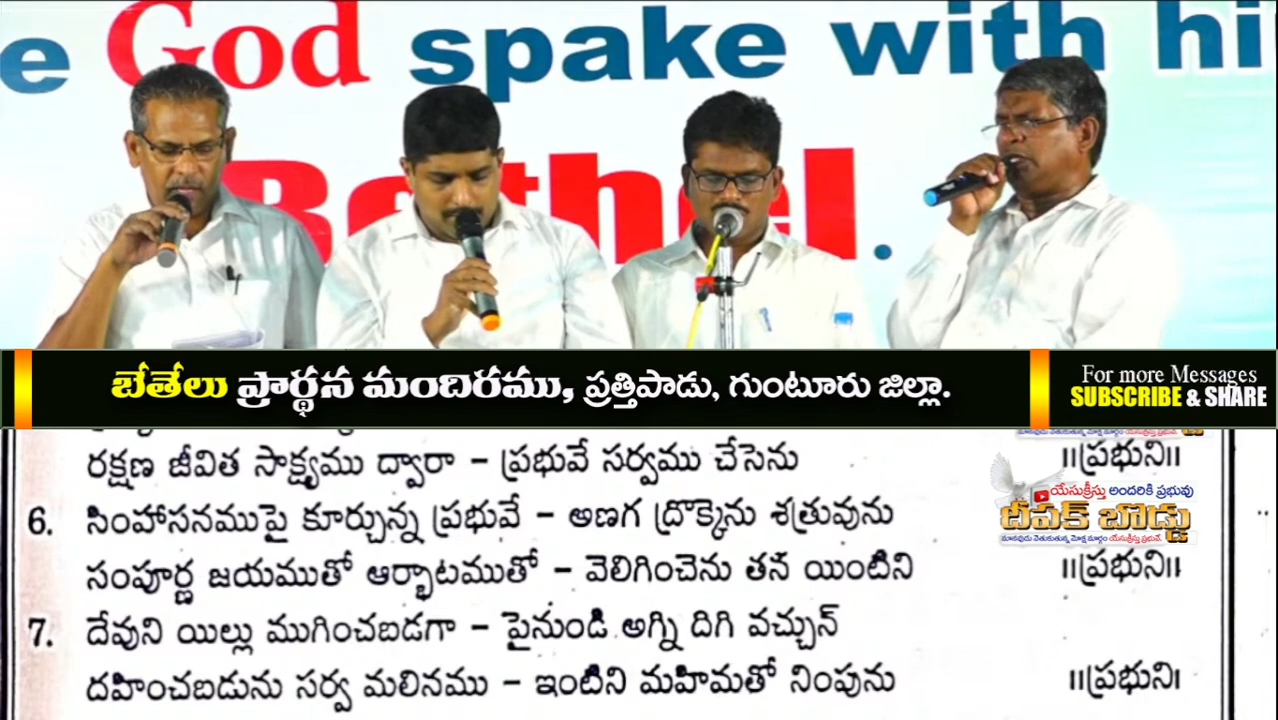 e God spake with hi
Bethel.
బేతేలు ప్రార్థన మందిరము, ప్రత్తిపాడు, గుంటూరు జిల్లా.
For more Messages
SUBSCRIBE & SHARE
రక్షణ జీవిత సాక్ష్యము ద్వారా – ప్రభువే సర్వము చేసెను ॥ప్రభుని॥
యేసుక్రీస్తు అందరికి ప్రభువు
దీపక్ బొడ్డు
6. సింహాసనముపై కూర్చున్న ప్రభువే – అణగ ద్రొక్కెను శత్రువును
సంపూర్ణ జయముతో ఆర్భాటముతో – వెలిగించెను తన యింటిని ॥ప్రభుని॥
7. దేవుని యిల్లు ముగించబడగా – పైనుండి అగ్ని దిగి వచ్చున్
దహించబడును సర్వ మలినము – ఇంటిని మహిమతో నింపును ॥ప్రభుని॥